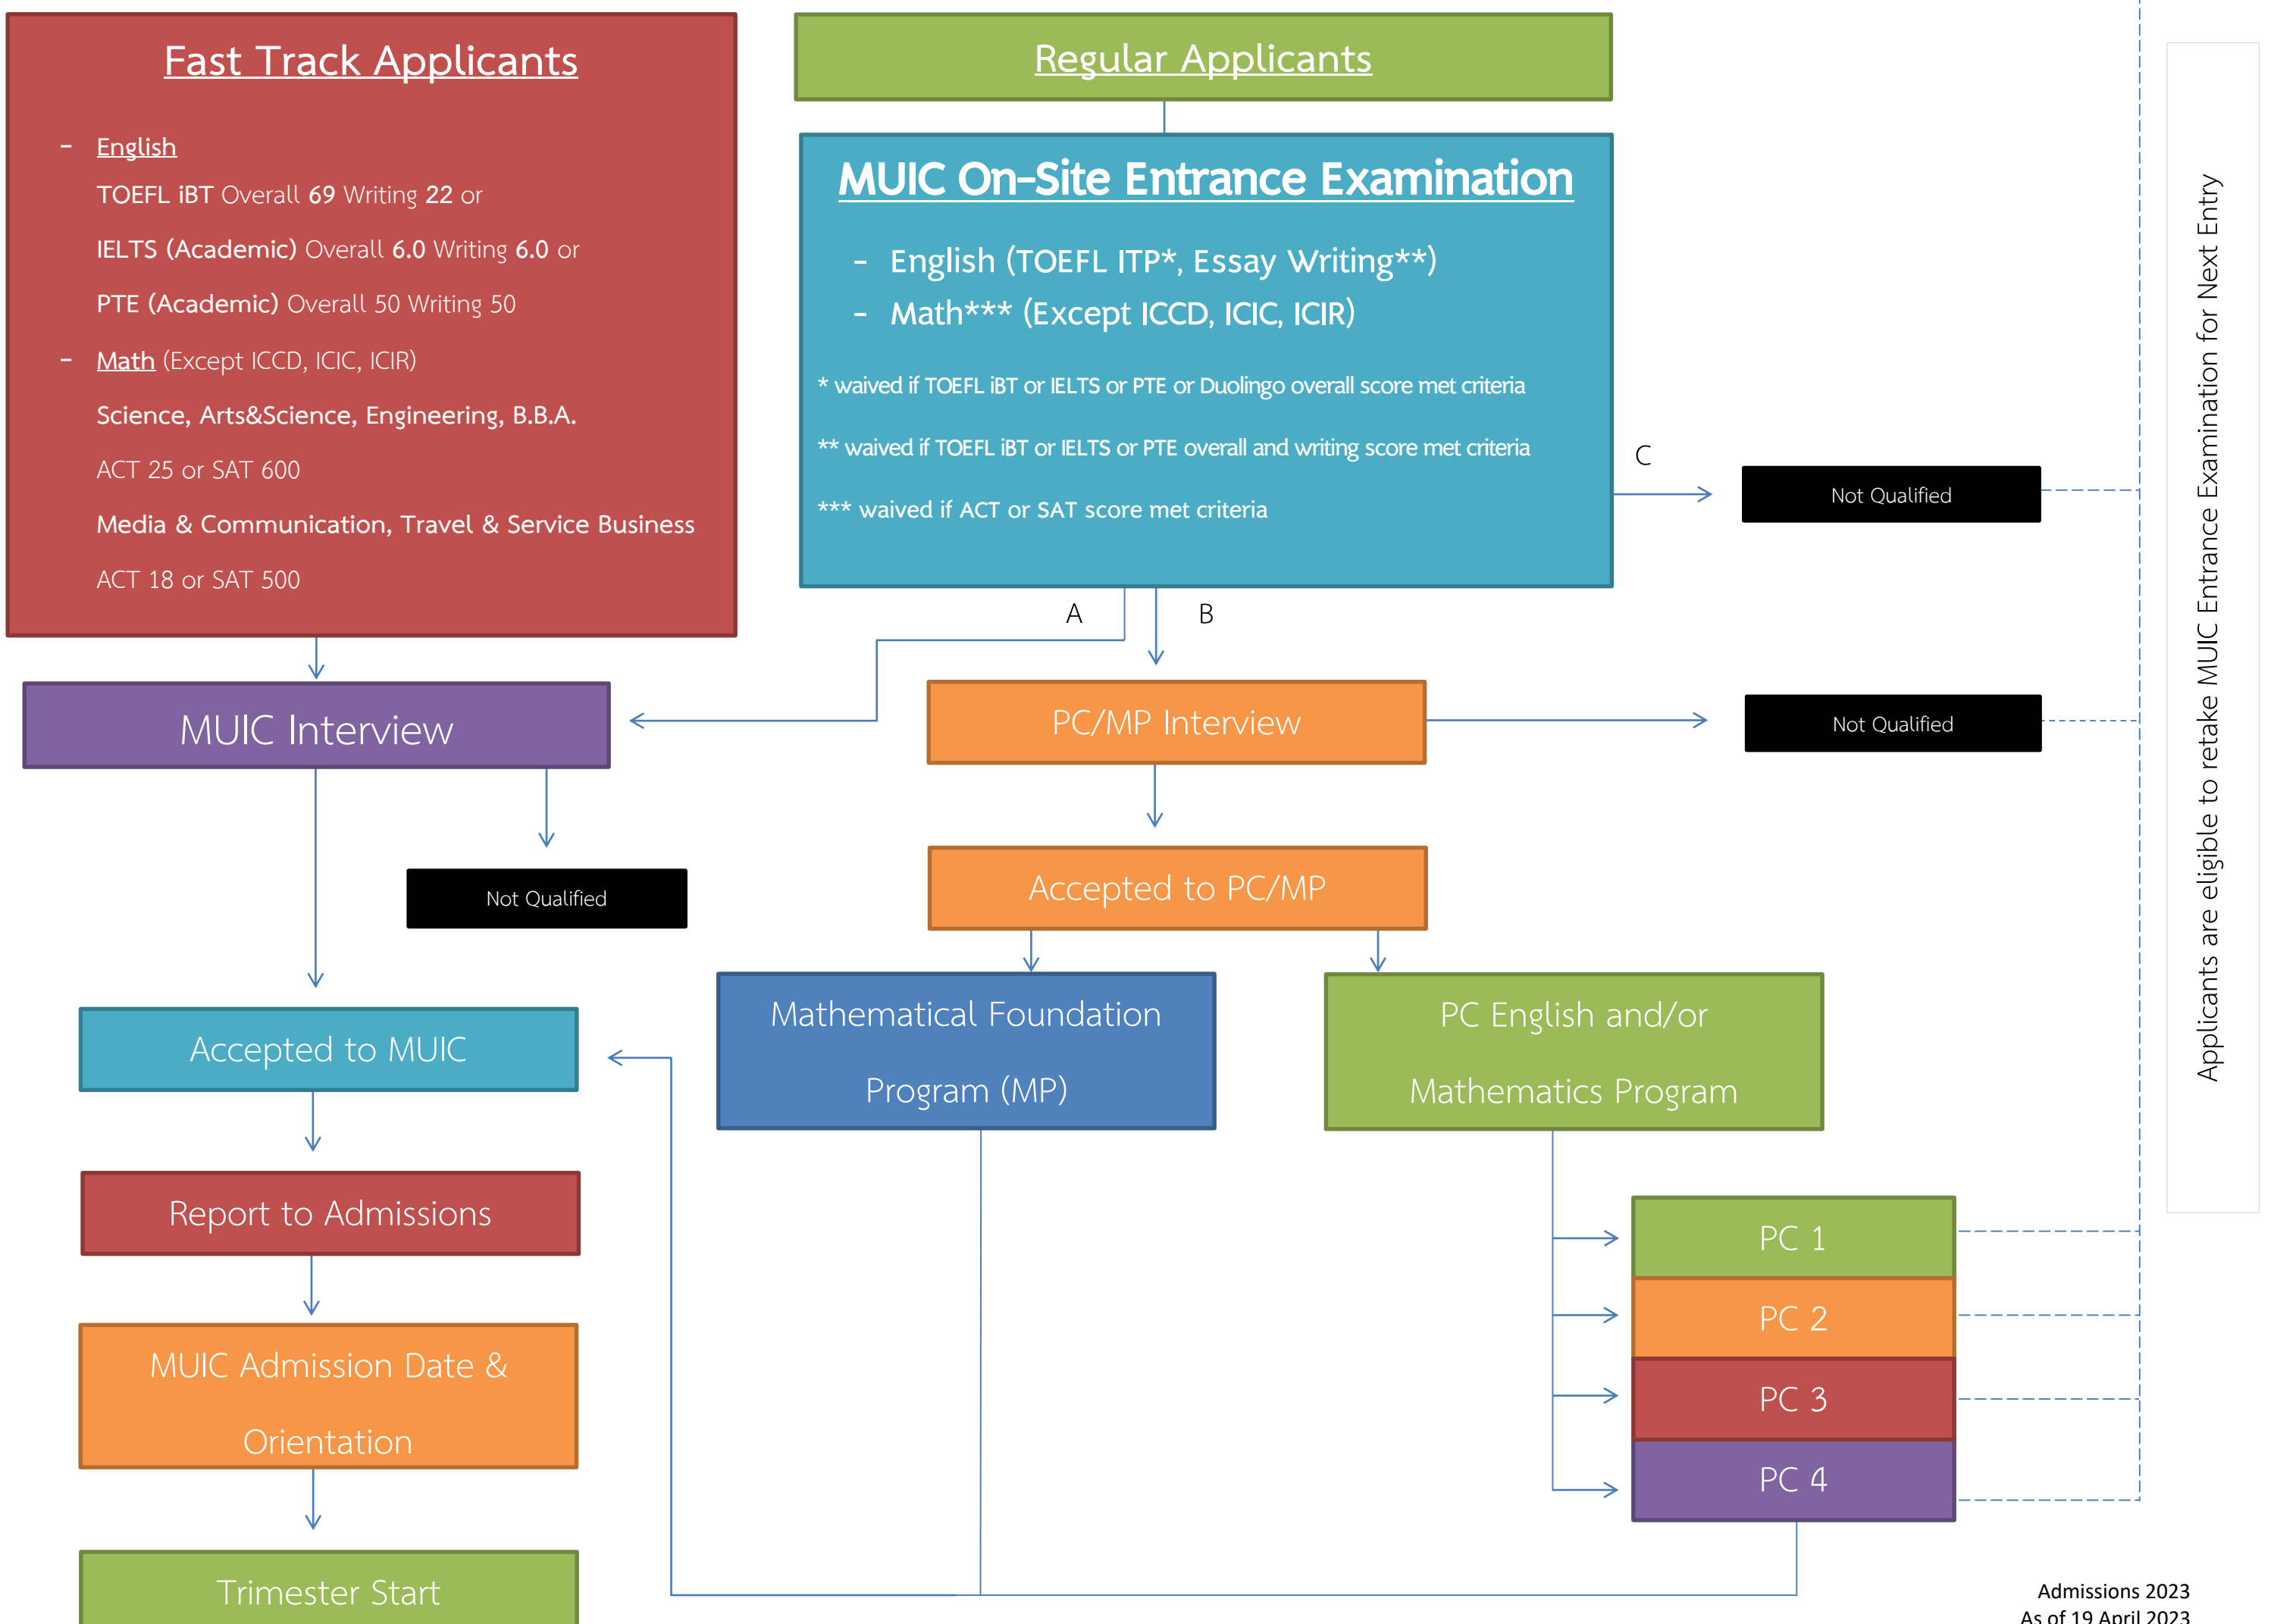 Fast Track Applicants
- English
TOEFL iBT Overall 69 Writing 22 or
IELTS (Academic) Overall 6.0 Writing 6.0 or
PTE (Academic) Overall 50 Writing 50
- Math (Except ICCD, ICIC, ICIR)
Science, Arts&Science, Engineering, B.B.A.
ACT 25 or SAT 600
Media & Communication, Travel & Service Business
ACT 18 or SAT 500
Regular Applicants
MUIC On-Site Entrance Examination
- English (TOEFL ITP*, Essay Writing**)
- Math*** (Except ICCD, ICIC, ICIR)
* waived if TOEFL iBT or IELTS or PTE or Duolingo overall score met criteria
** waived if TOEFL iBT or IELTS or PTE overall and writing score met criteria
*** waived if ACT or SAT score met criteria
C
Not Qualified
A
B
MUIC Interview
PC/MP Interview
Not Qualified
Not Qualified
Accepted to PC/MP
Mathematical Foundation
Program (MP)
PC English and/or
Mathematics Program
Accepted to MUIC
Report to Admissions
MUIC Admission Date &
Orientation
Trimester Start
PC 1
PC 2
PC 3
PC 4
Applicants are eligible to retake MUIC Entrance Examination for Next Entry
Admissions 2023
As of 19 April 2023